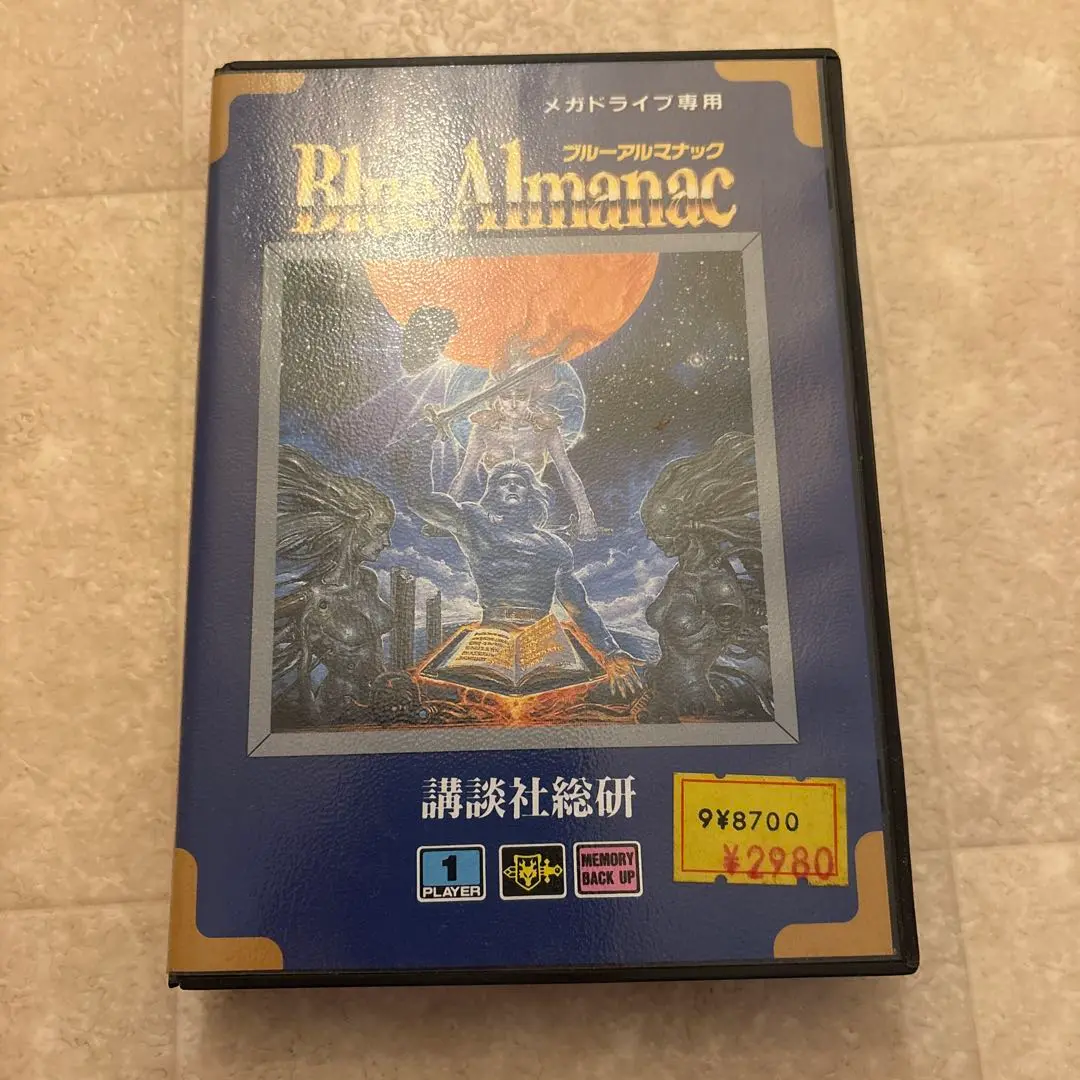 メガドライブ専用
ブルーアルマナック
Blue Almanac
講談社総研
1
PLAYER
MEMORY
BACK UP
9¥8700
¥2980